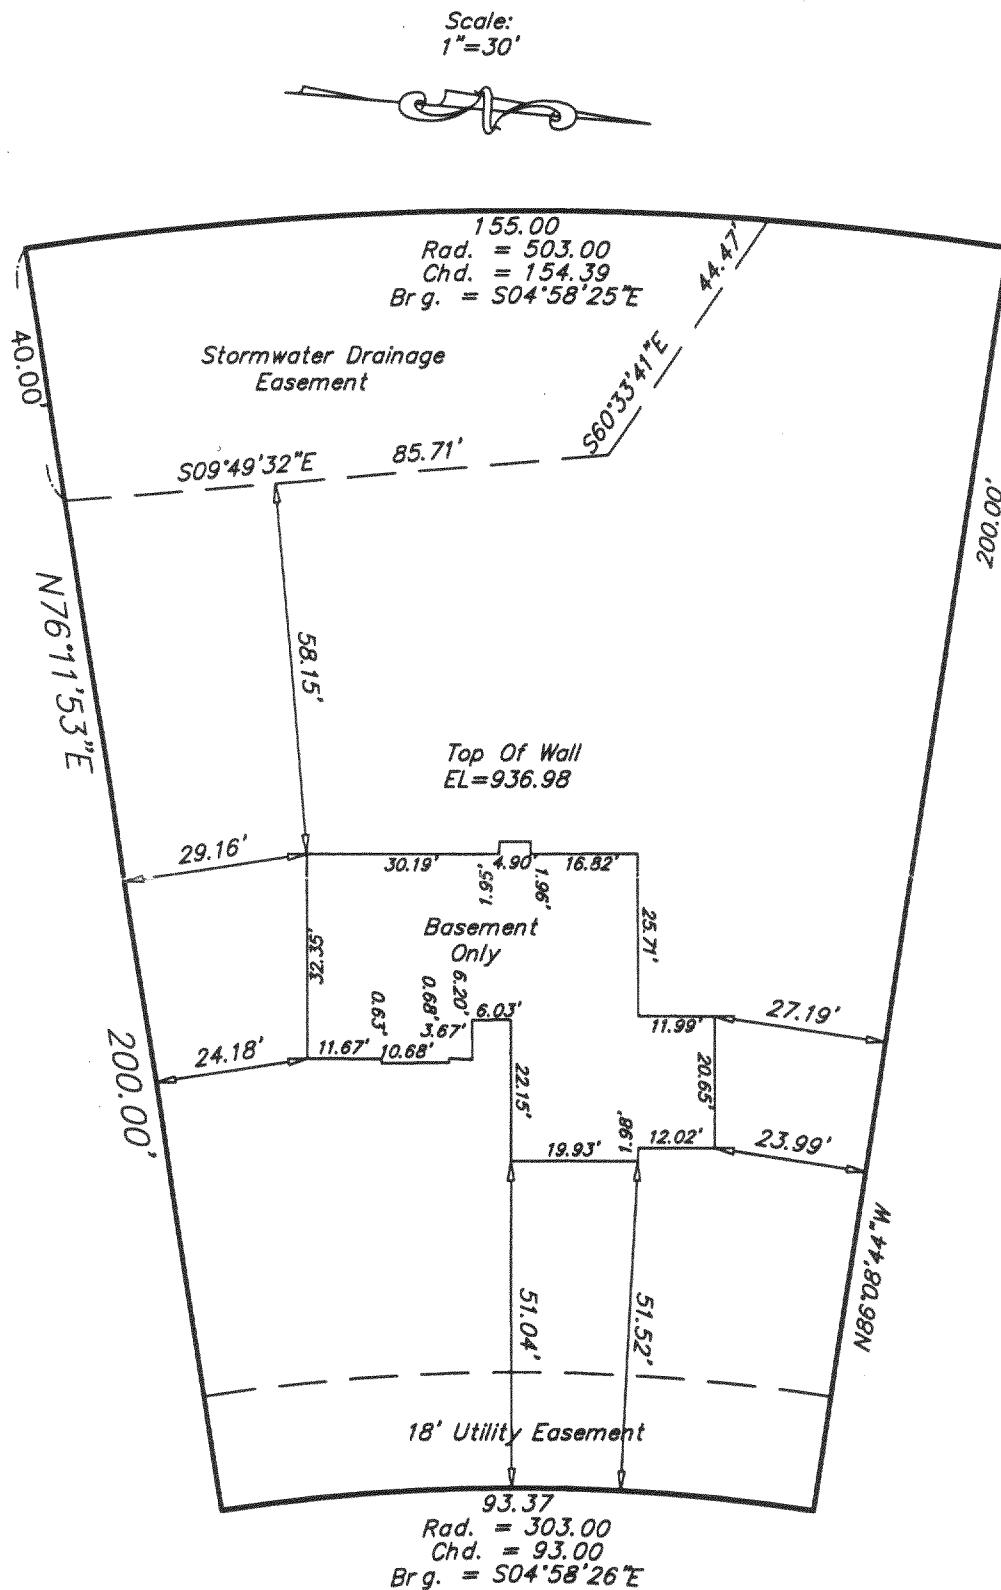 Scale:
1"=30'
155.00
Rad. = 503.00
Chd. = 154.39
Brg. = S04°58'25"E
44.47'
S60°33'41"E
Stormwater Drainage
Easement
40.00'
S09°49'32"E
85.71'
200.00'
N76°11'53"E
58.15'
Top Of Wall
EL=936.98
29.16'
30.19'
1.95'
4.90'
1.96'
16.82'
Basement
Only
32.35'
25.71'
0.63'
0.68'
6.20'
3.67'
6.03'
11.99'
27.19'
24.18'
11.67'
10.68'
22.15'
20.65'
200.00'
19.93'
1.98'
12.02'
23.99'
N86°08'44"W
51.04'
51.52'
18' Utility Easement
93.37
Rad. = 303.00
Chd. = 93.00
Brg. = S04°58'26"E